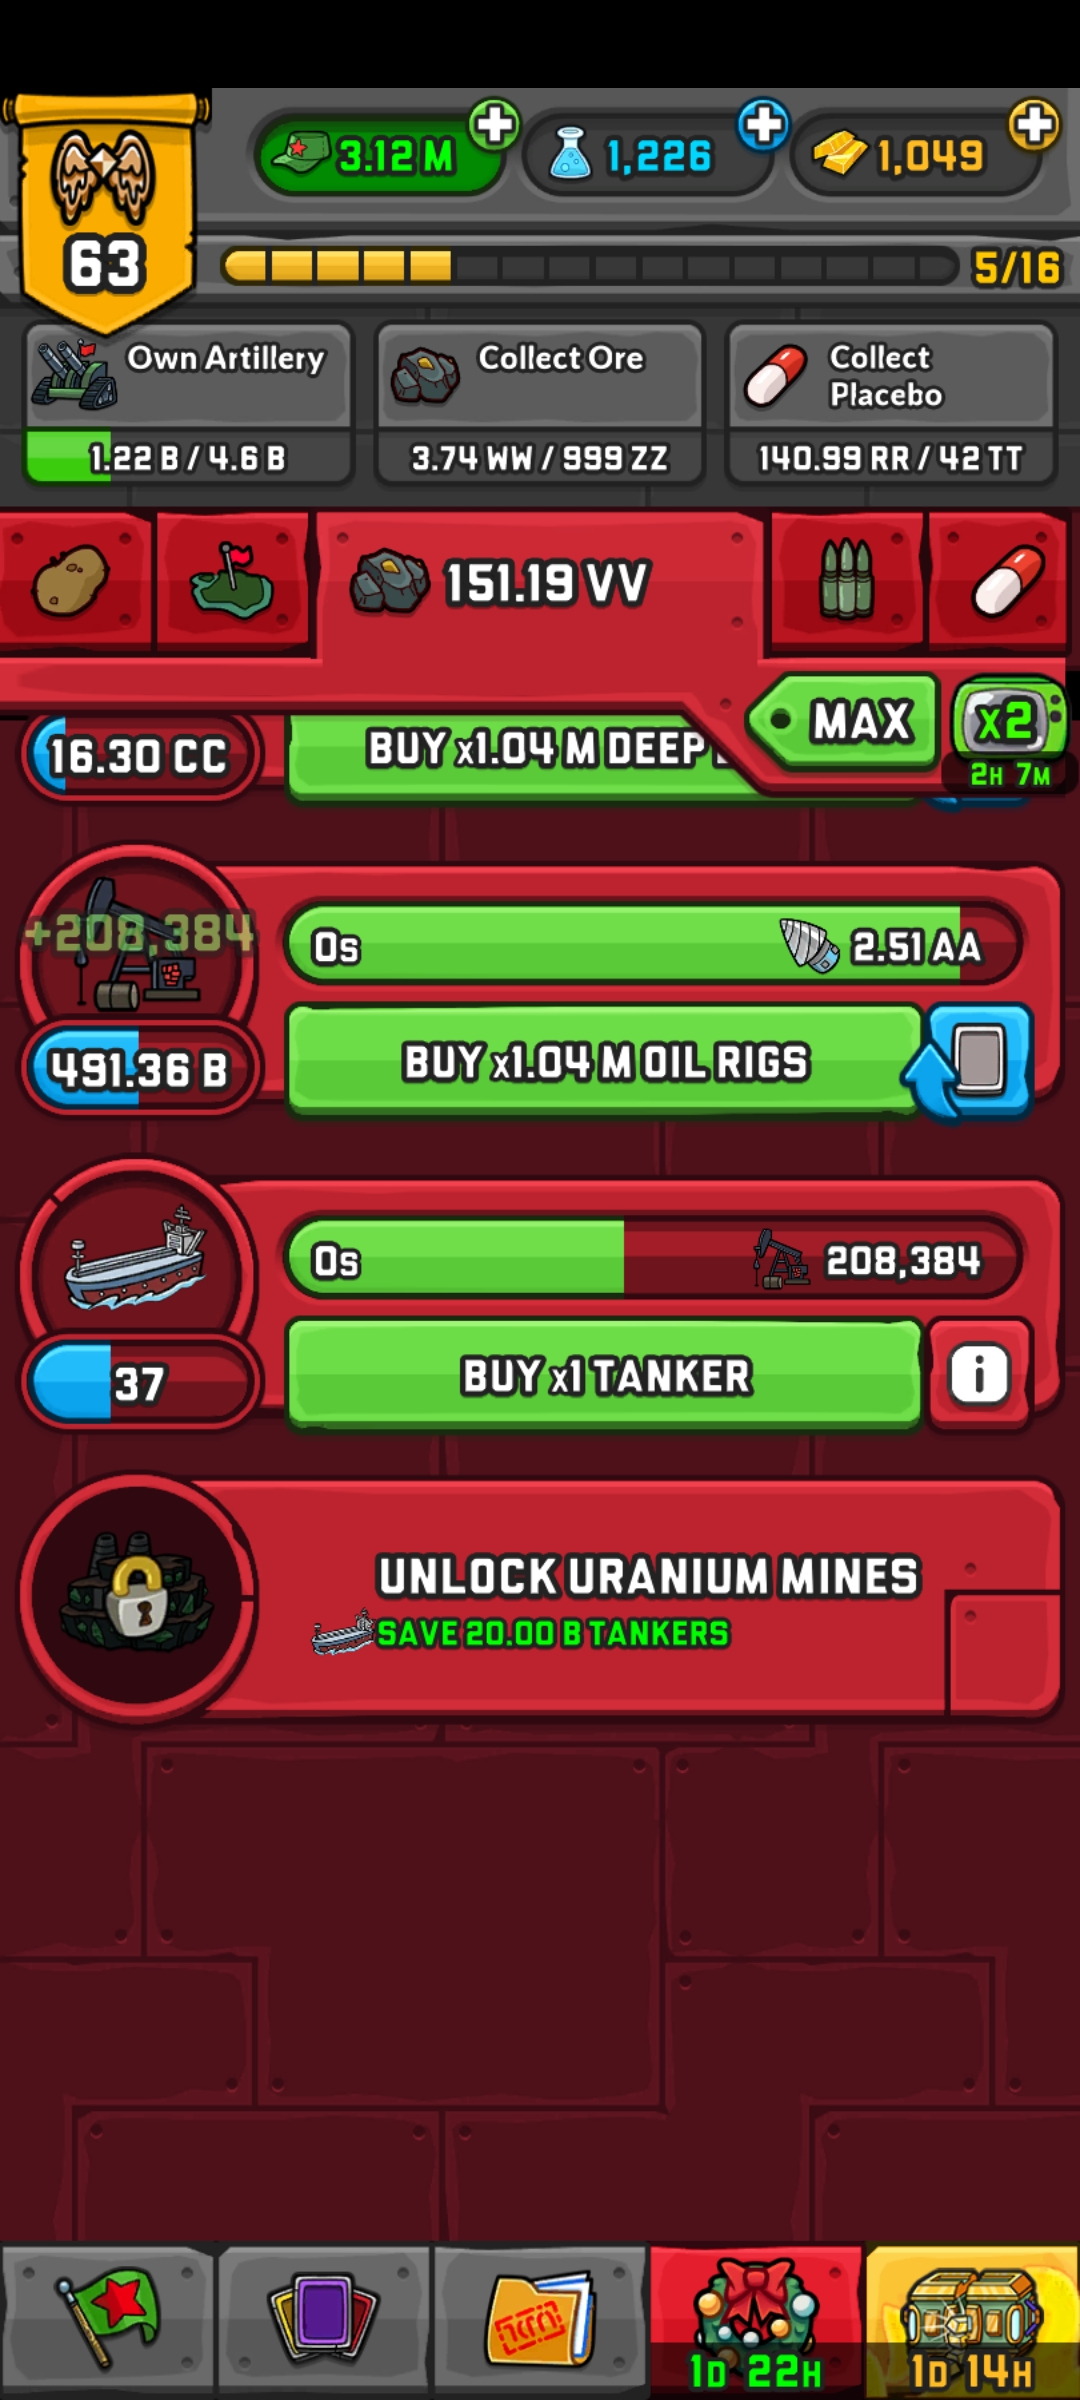 3.12 M
1,226
1,049
63
5/16
Own Artillery
1.22 B / 4.6 B
Collect Ore
3.74 WW / 999 ZZ
Collect
Placebo
140.99 RR / 42 TT
151.19 VV
MAX
x2
2H 7M
16.30 CC
BUY x1.04 M DEEP
+208,384
0s
2.51 AA
491.36 B
BUY x1.04 M OIL RIGS
0s
208,384
37
BUY x1 TANKER
i
UNLOCK URANIUM MINES
SAVE 20.00 B TANKERS
1D 22H
1D 14H